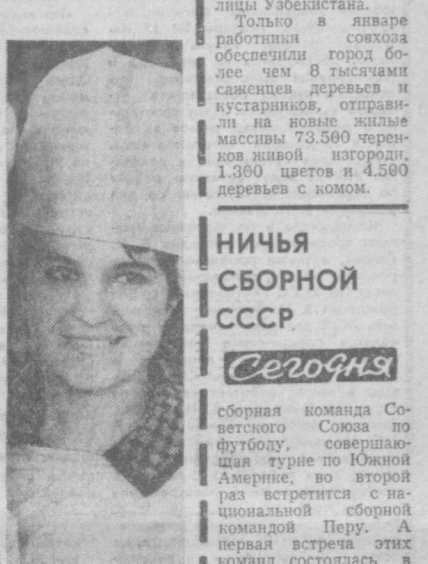 лицы Узбекистана.
Только в январе
работники совхоза
обеспечили город бо-
лее чем 8 тысячами
саженцев деревьев и
кустарников, отправи-
ли на новые жилые
массивы 73.500 черен-
ков живой изгороди,
1.300 цветов и 4.500
деревьев с комом.
НИЧЬЯ
СБОРНОЙ
СССР
Сегодня
сборная команда Со-
ветского Союза по
футболу, совершаю-
щая турне по Южной
Америке, во второй
раз встретится с на-
циональной сборной
командой Перу. А
первая встреча этих
команд состоялась в